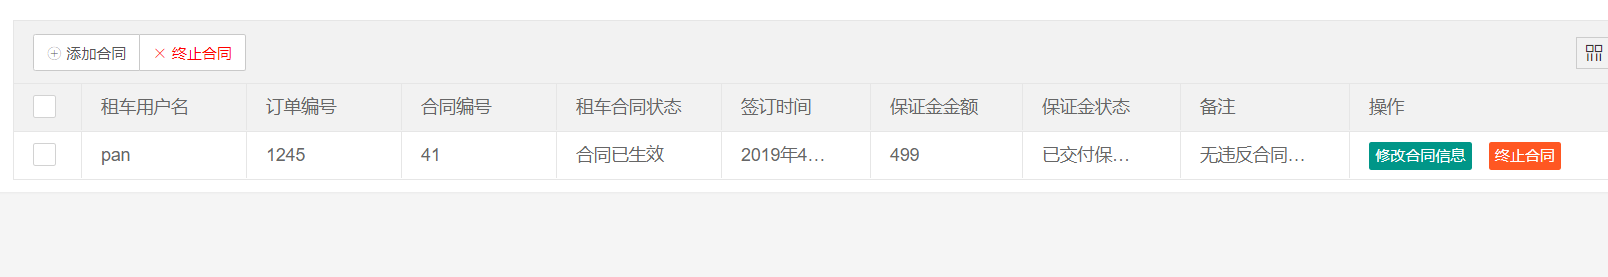 添加合同 终止合同
租车用户名 订单编号 合同编号 租车合同状态 签订时间 保证金金额 保证金状态 备注 操作
pan 1245 41 合同已生效 2019年4... 499 已交付保... 无违反合同... 修改合同信息 终止合同